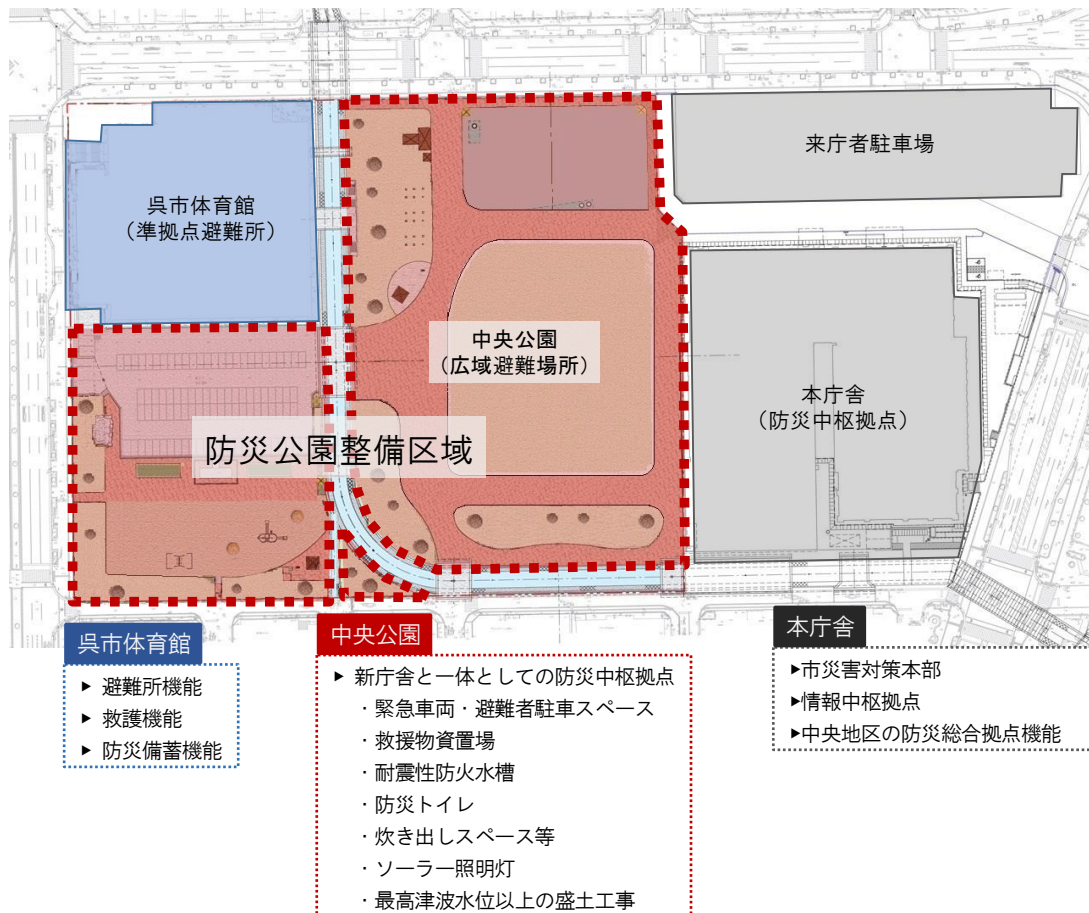 来庁者駐車場
呉市体育館
（準拠点避難所）
中央公園
（広域避難場所）
本庁舎
（防災中枢拠点）
防災公園整備区域
呉市体育館
▶ 避難所機能
▶ 救護機能
▶ 防災備蓄機能
中央公園
▶ 新庁舎と一体としての防災中枢拠点
・緊急車両・避難者駐車スペース
・救援物資置場
・耐震性防火水槽
・防災トイレ
・炊き出しスペース等
・ソーラー照明灯
・最高津波水位以上の盛土工事
本庁舎
▶市災害対策本部
▶情報中枢拠点
▶中央地区の防災総合拠点機能